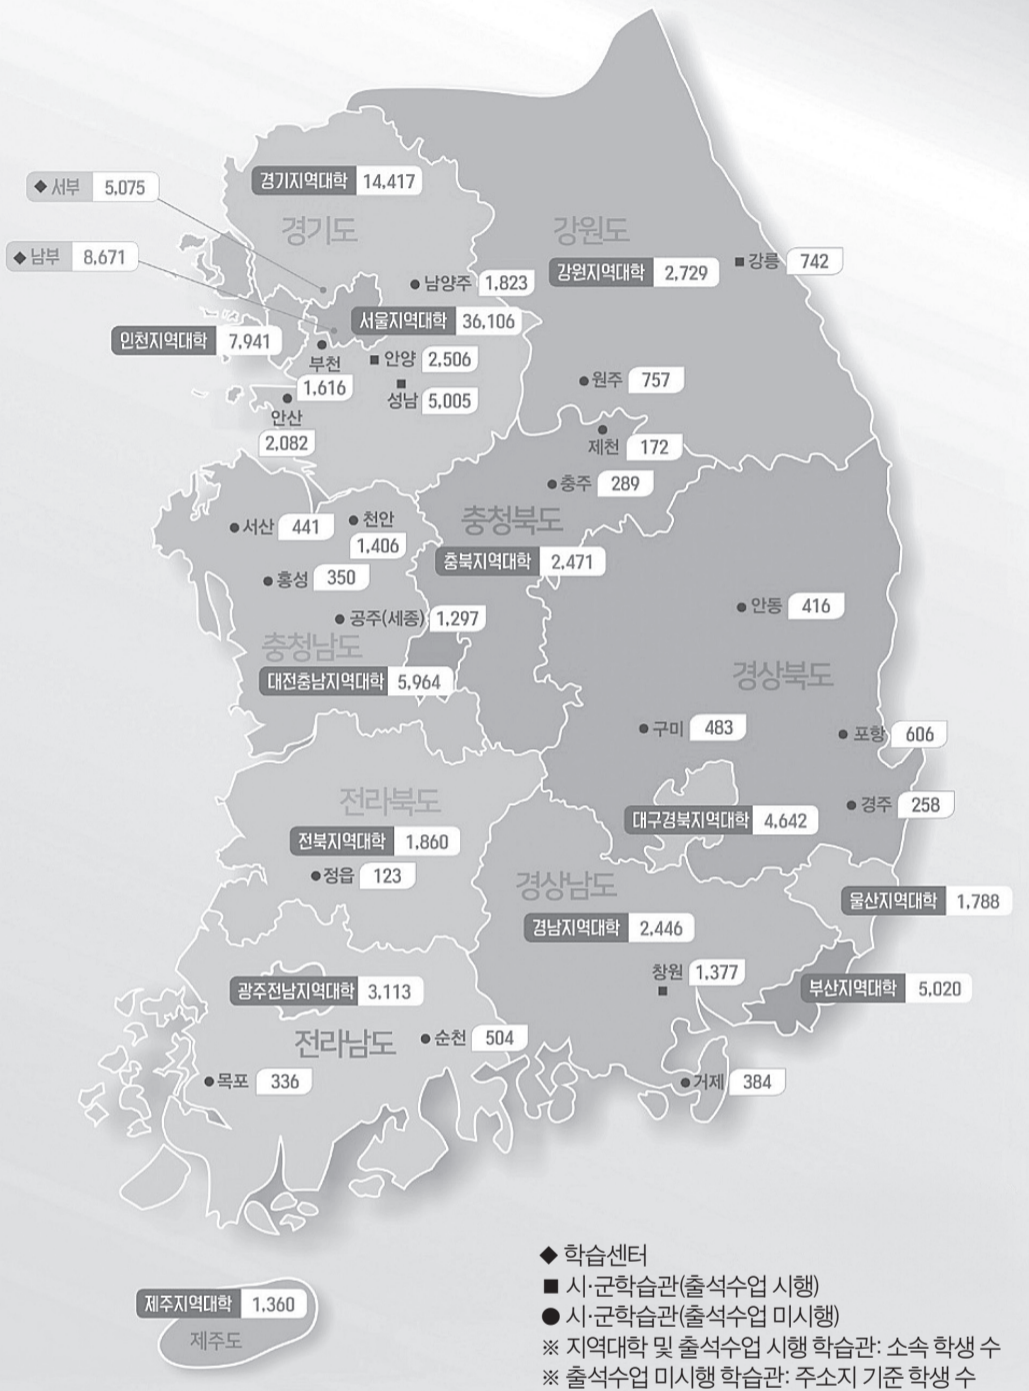 ◆ 서부 5,075
경기지역대학 14,417
경기도
강원도
◆ 남부 8,671
■ 강릉 742
강원지역대학 2,729
● 남양주 1,823
서울지역대학 36,106
인천지역대학 7,941
● 부천 1,616
■ 안양 2,506
■ 성남 5,005
● 원주 757
● 안산 2,082
● 제천 172
● 충주 289
충청북도
● 서산 441
● 천안 1,406
충북지역대학 2,471
● 홍성 350
● 공주(세종) 1,297
● 안동 416
충청남도
대전충남지역대학 5,964
경상북도
● 구미 483
● 포항 606
전라북도
● 경주 258
대구경북지역대학 4,642
전북지역대학 1,860
● 정읍 123
경상남도
울산지역대학 1,788
경남지역대학 2,446
창원 1,377
■
부산지역대학 5,020
광주전남지역대학 3,113
전라남도
● 순천 504
● 목포 336
● 거제 384
◆ 학습센터
■ 시·군학습관(출석수업 시행)
● 시·군학습관(출석수업 미시행)
※ 지역대학 및 출석수업 시행 학습관: 소속 학생 수
※ 출석수업 미시행 학습관: 주소지 기준 학생 수
제주지역대학 1,360
제주도